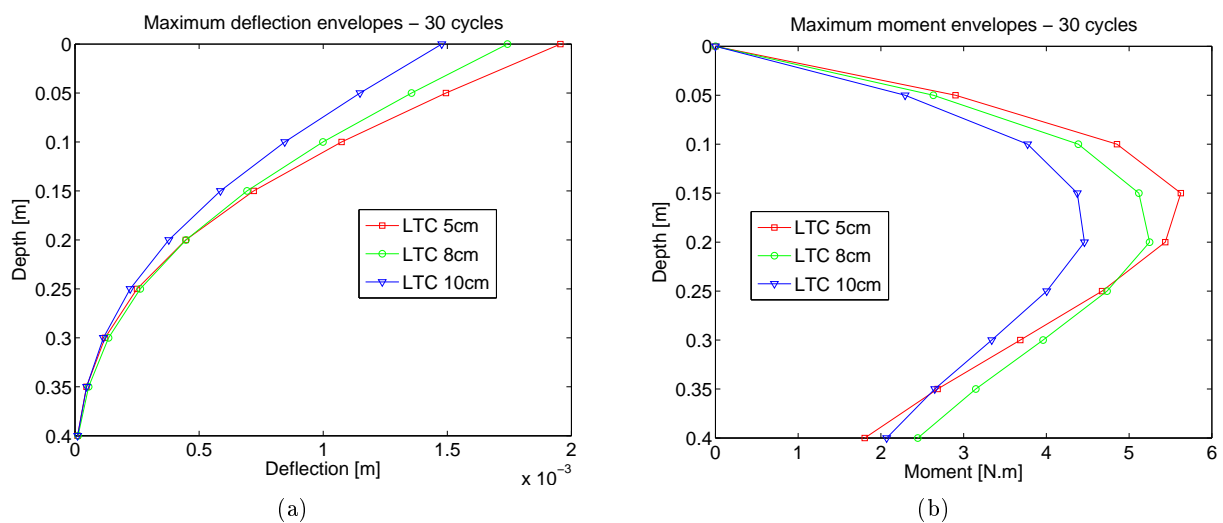 Maximum deflection envelopes – 30 cycles
0
0.05
0.1
0.15
0.2
0.25
0.3
0.35
0.4
Depth [m]
LTC 5cm
LTC 8cm
LTC 10cm
0 0.5 1 1.5 2
Deflection [m]
x 10⁻³
(a)
Maximum moment envelopes – 30 cycles
0
0.05
0.1
0.15
0.2
0.25
0.3
0.35
0.4
Depth [m]
LTC 5cm
LTC 8cm
LTC 10cm
0 1 2 3 4 5 6
Moment [N.m]
(b)